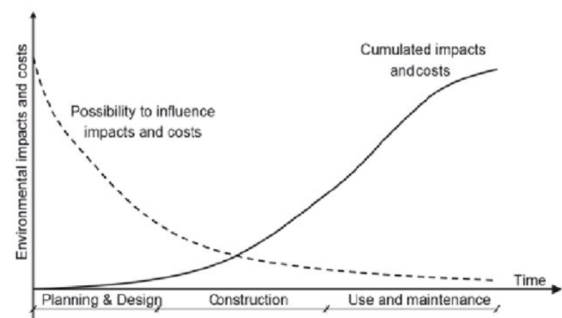 Environmental impacts and costs
Cumulated impacts
andcosts
Possibility to influence
impacts and costs
Time
Planning & Design
Construction
Use and maintenance